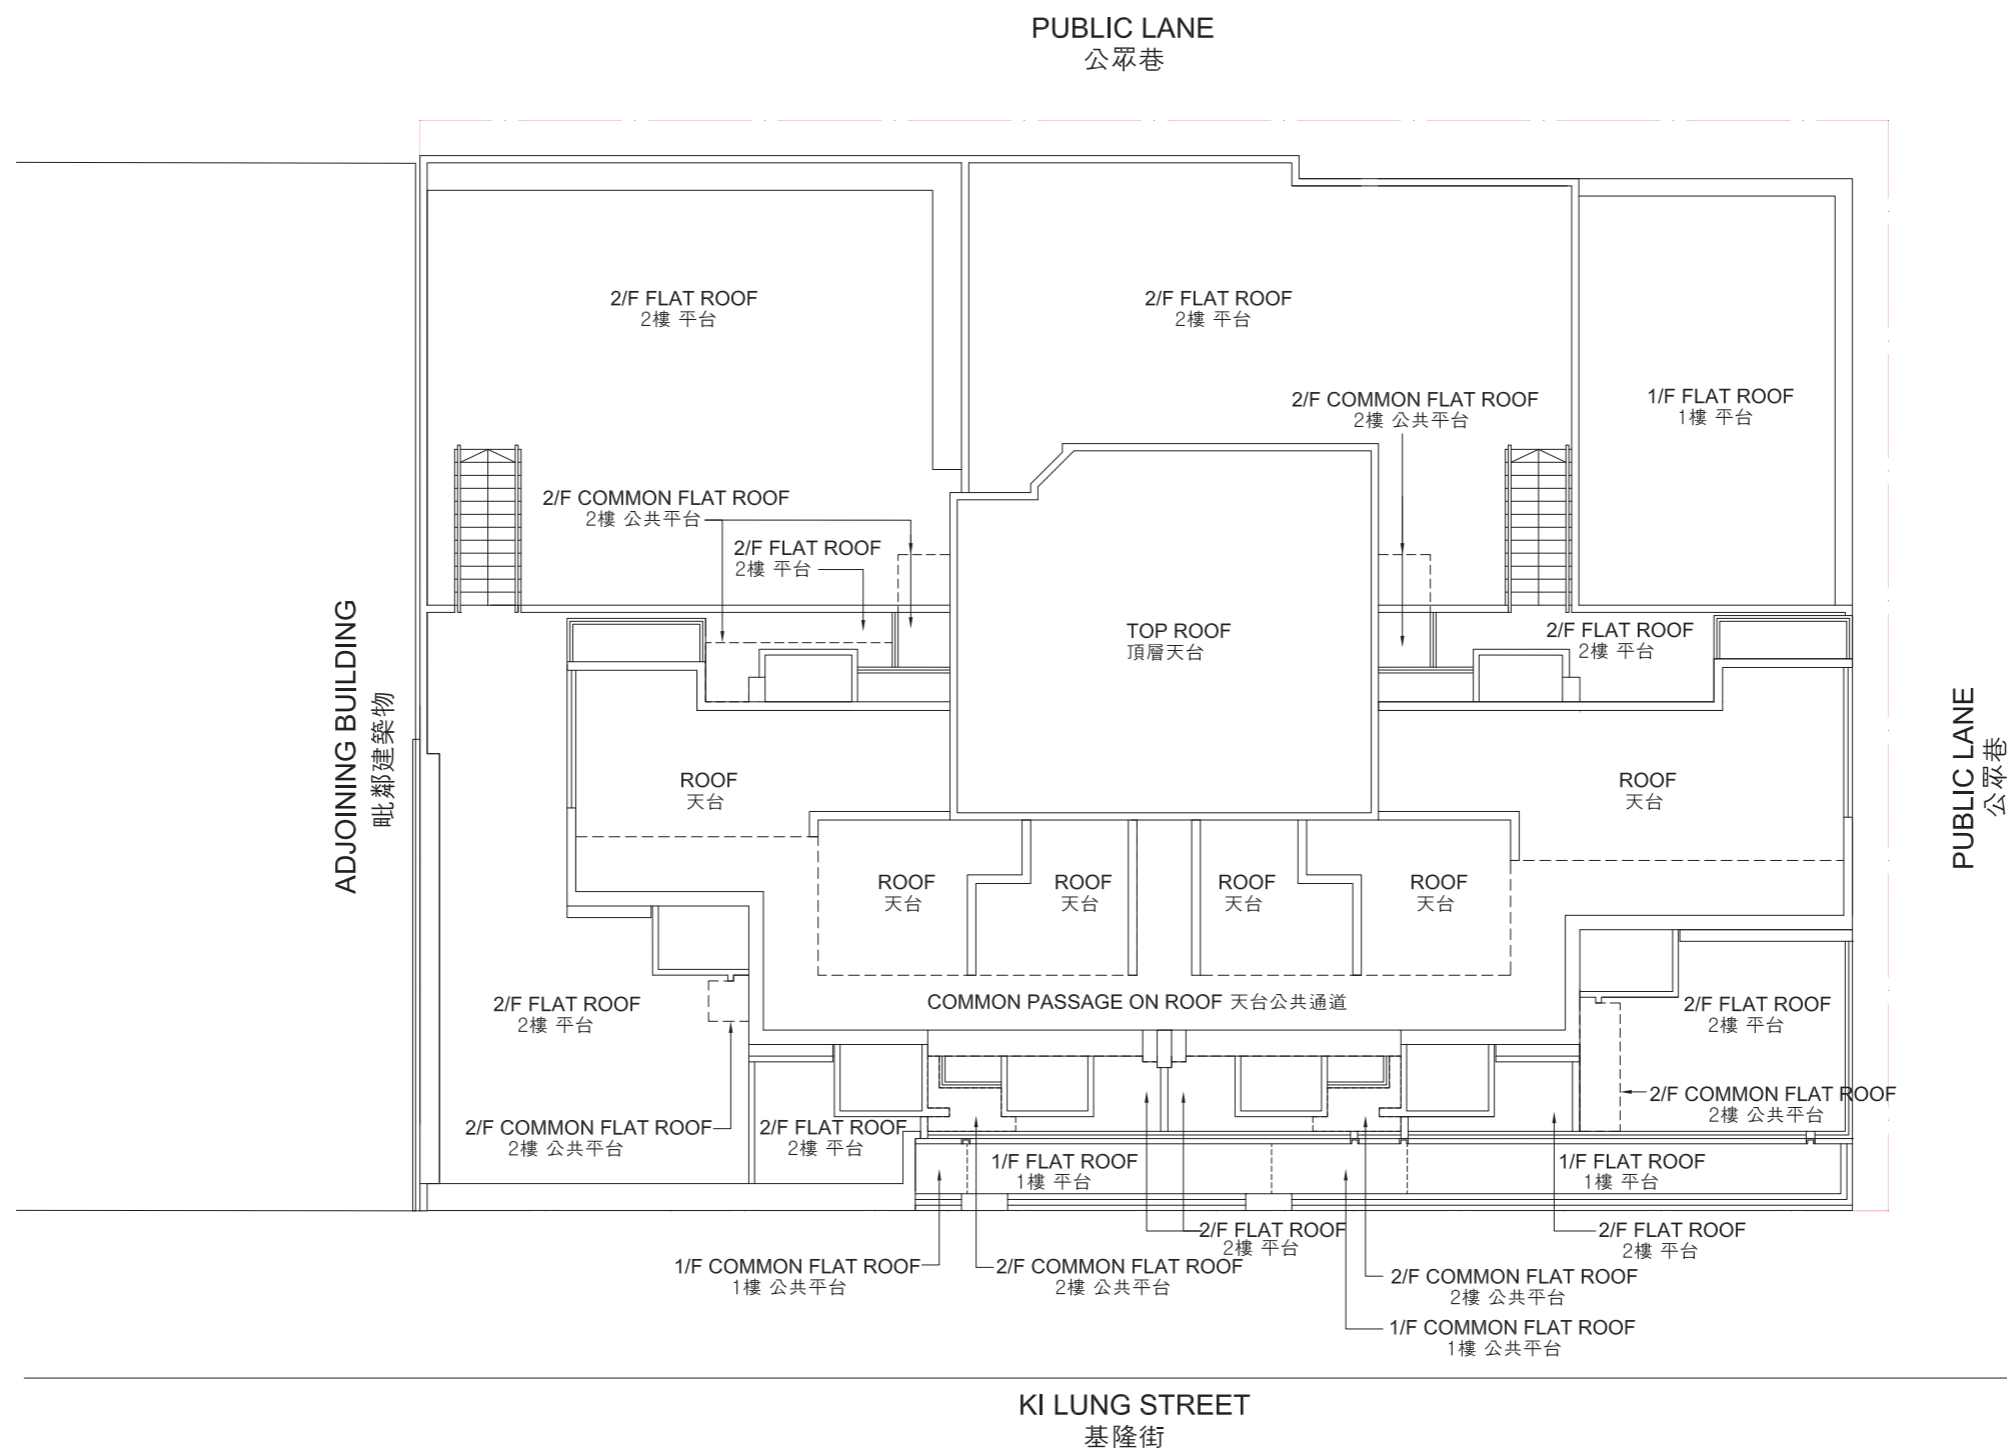 PUBLIC LANE
公眾巷
2/F FLAT ROOF
2樓 平台
2/F FLAT ROOF
2樓 平台
1/F FLAT ROOF
1樓 平台
2/F COMMON FLAT ROOF
2樓 公共平台
2/F COMMON FLAT ROOF
2樓 公共平台
2/F FLAT ROOF
2樓 平台
TOP ROOF
頂層天台
2/F FLAT ROOF
2樓 平台
ADJOINING BUILDING
毗鄰建築物
PUBLIC LANE
公眾巷
ROOF
天台
ROOF
天台
ROOF
天台
ROOF
天台
ROOF
天台
ROOF
天台
COMMON PASSAGE ON ROOF 天台公共通道
2/F FLAT ROOF
2樓 平台
2/F FLAT ROOF
2樓 平台
2/F COMMON FLAT ROOF
2樓 公共平台
2/F COMMON FLAT ROOF
2樓 公共平台
2/F FLAT ROOF
2樓 平台
1/F FLAT ROOF
1樓 平台
1/F FLAT ROOF
1樓 平台
2/F FLAT ROOF
2樓 平台
2/F FLAT ROOF
2樓 平台
1/F COMMON FLAT ROOF
1樓 公共平台
2/F COMMON FLAT ROOF
2樓 公共平台
2/F COMMON FLAT ROOF
2樓 公共平台
1/F COMMON FLAT ROOF
1樓 公共平台
KI LUNG STREET
基隆街